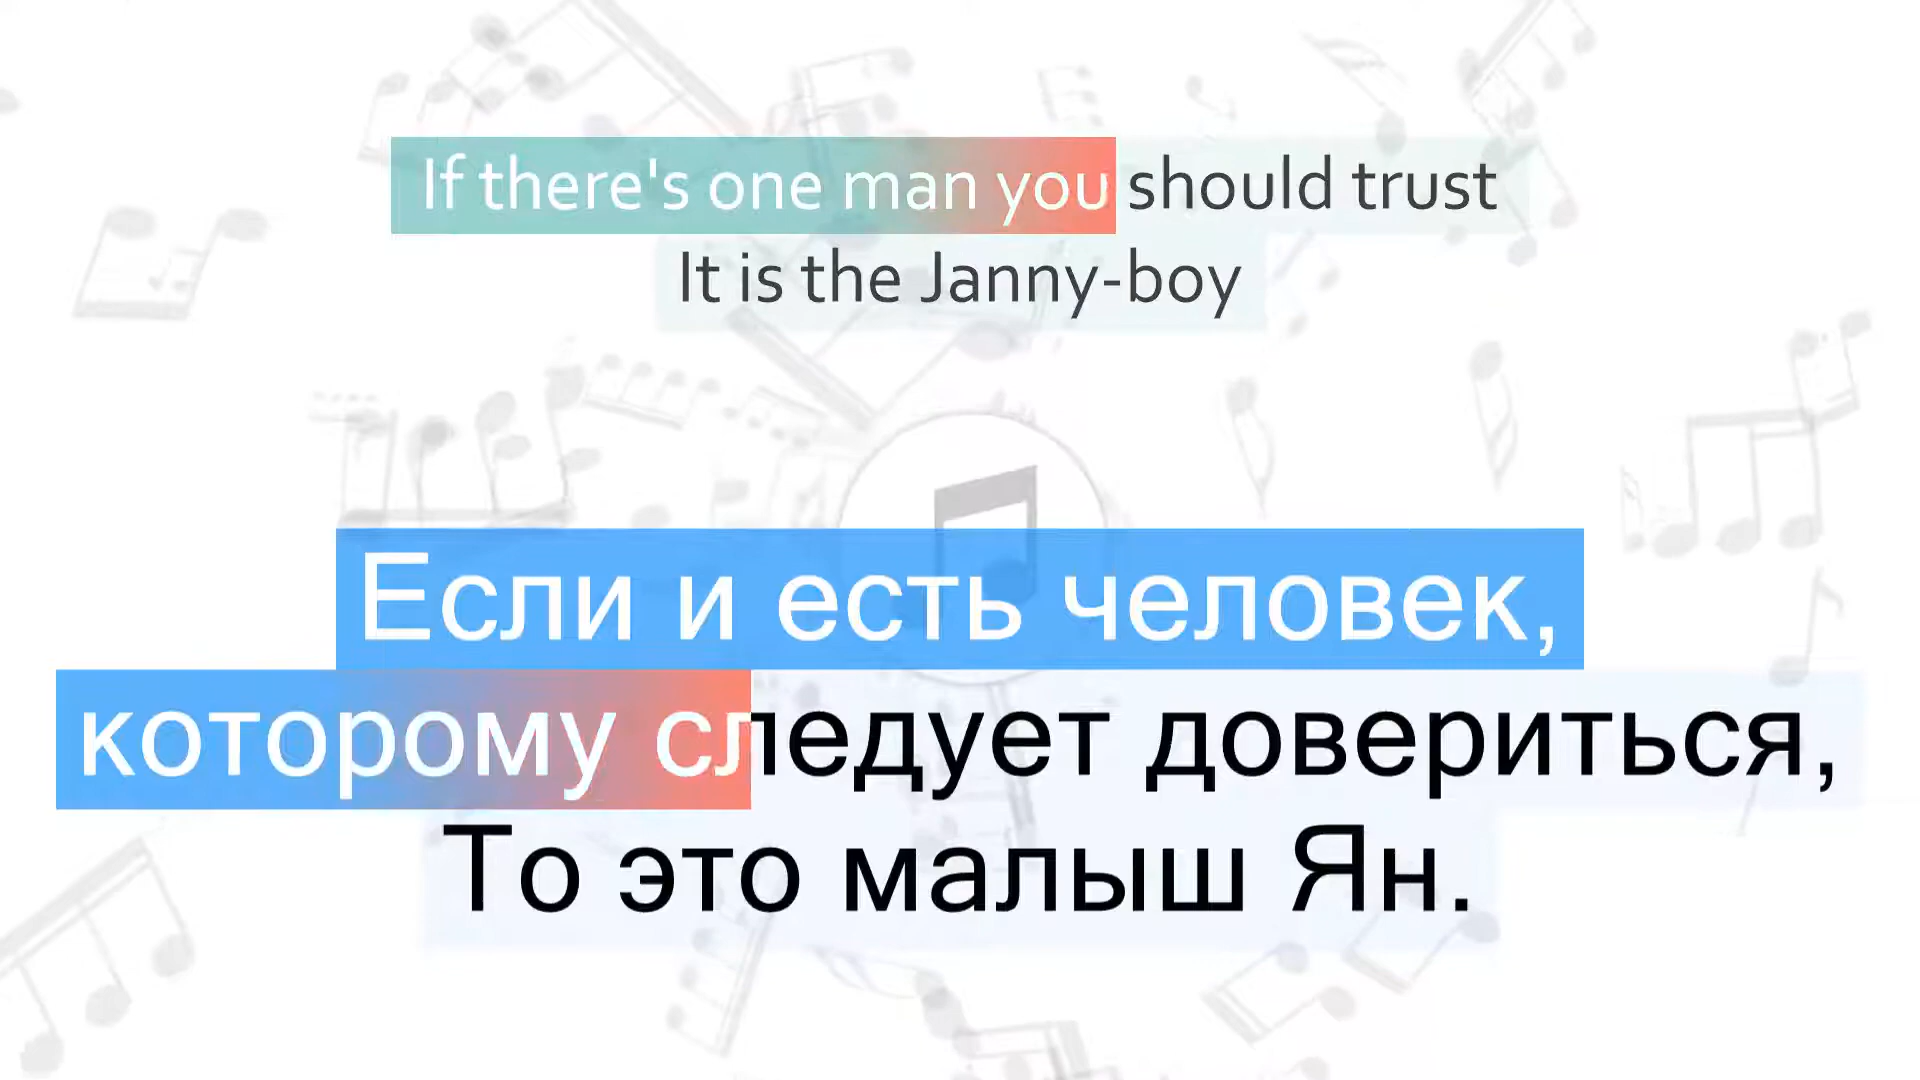 If there's one man you should trust
It is the Janny-boy
Если и есть человек,
которому следует довериться,
То это малыш Ян.